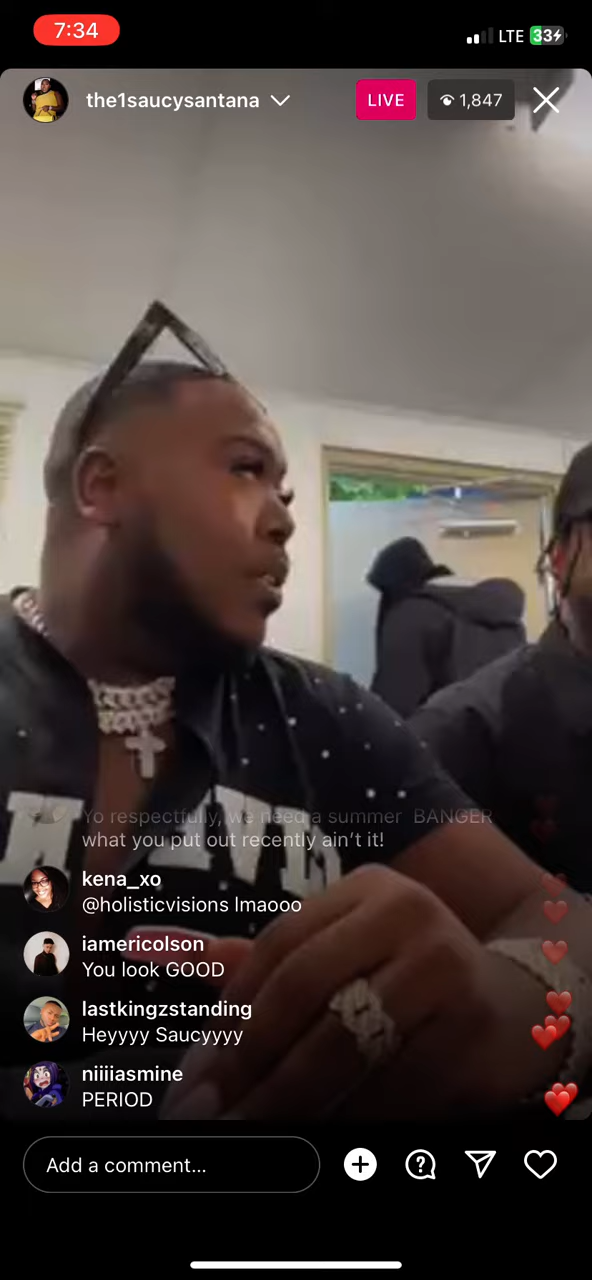 7:34
LTE 33
the1saucysantana
LIVE
1,847
Yo respectfully, we need a summer BANGER
what you put out recently ain't it!
kena_xo
@holisticvisions lmaooo
iamericolson
You look GOOD
lastkingzstanding
Heyyyy Saucyyyy
niiiiasmine
PERIOD
Add a comment...